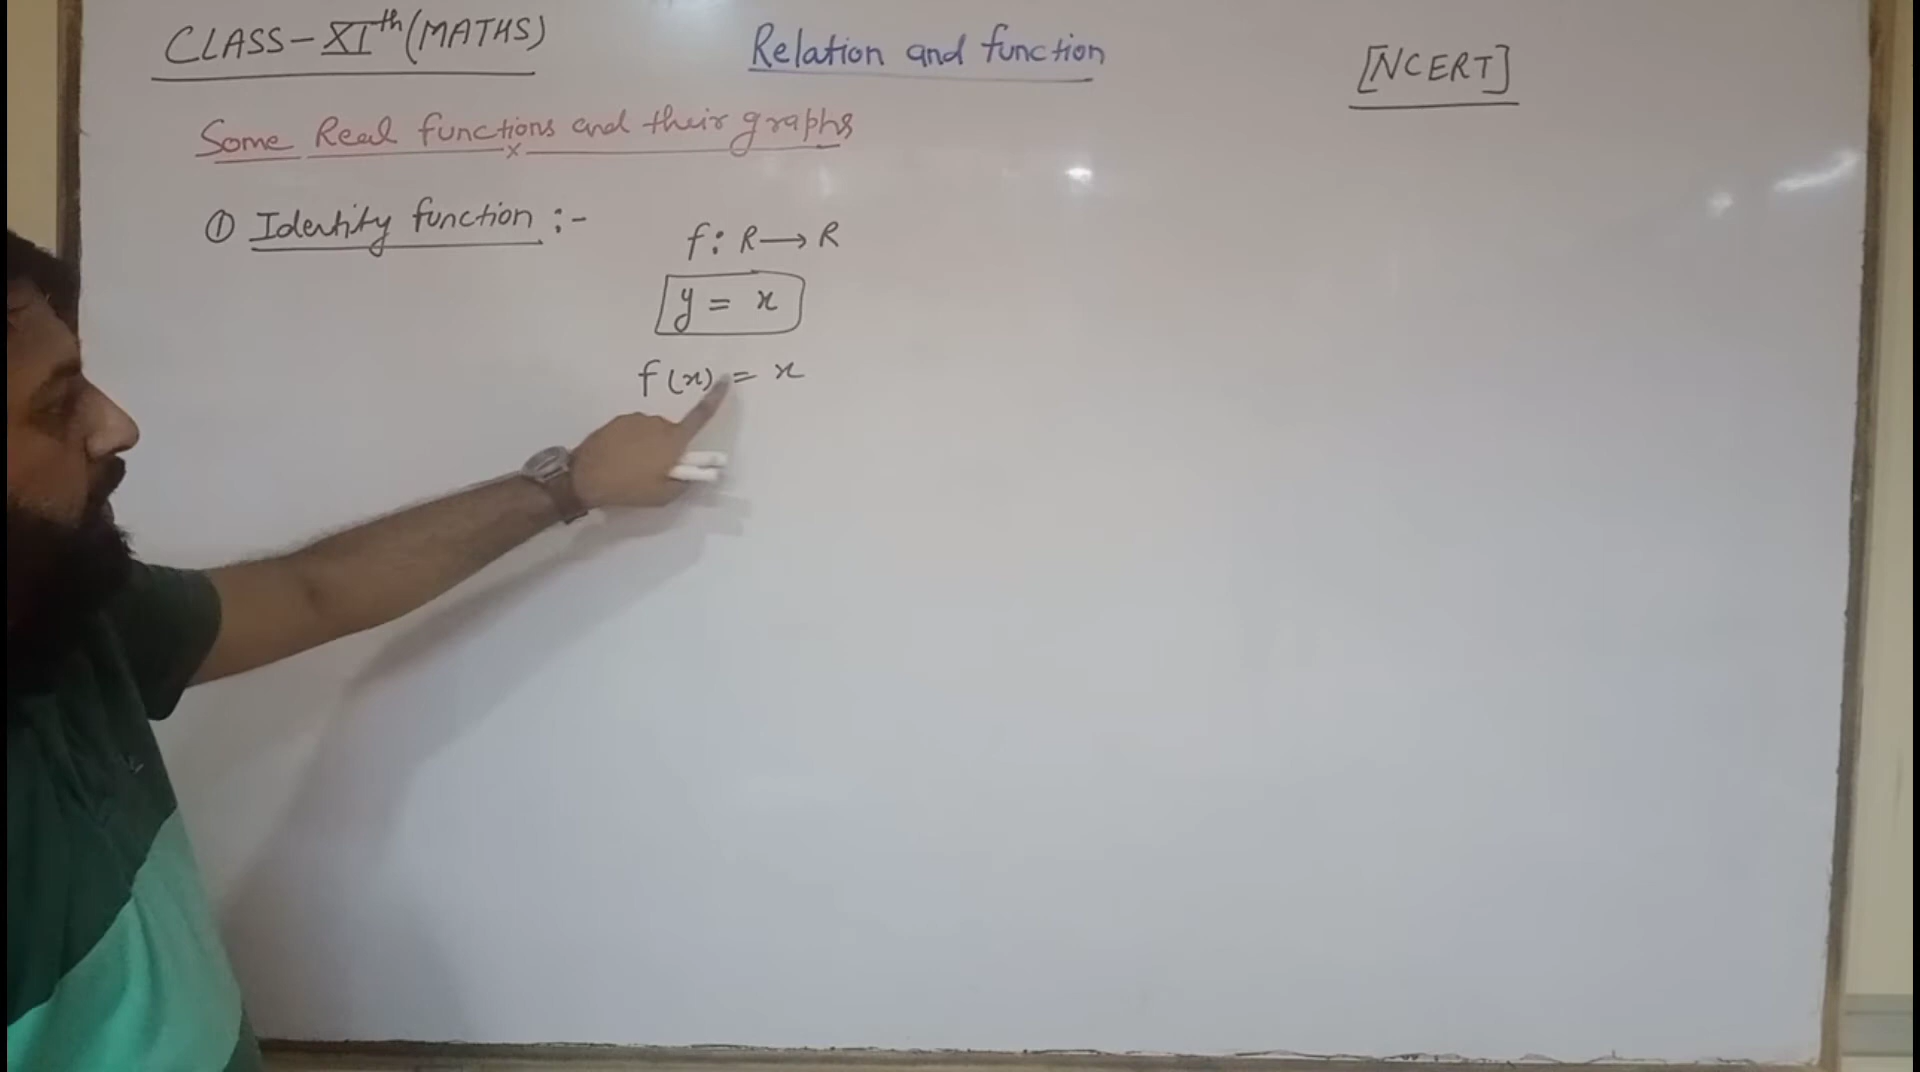 CLASS-XIth (MATHS)
Relation and function
[NCERT]
Some Real functions and their graphs
① Identity function :-
f: R⟶R
y = x
f(x) = x